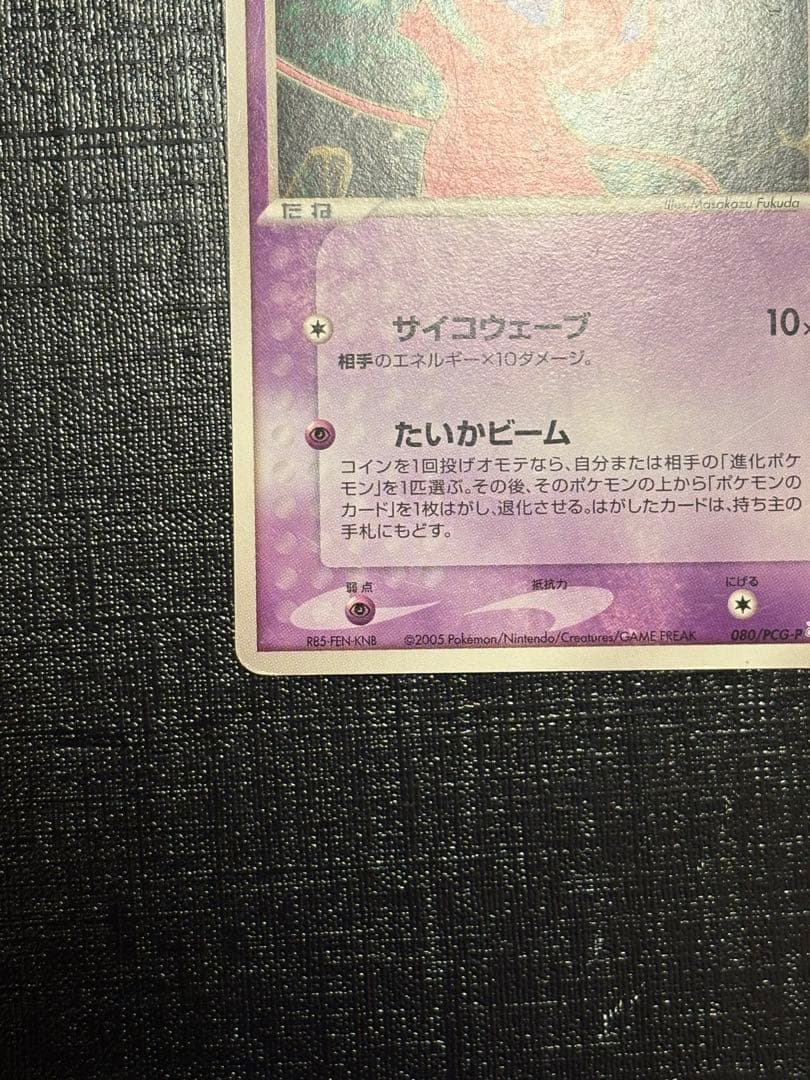 たね
Illus. Masakazu Fukuda
サイコウェーブ 10×
相手のエネルギー×10ダメージ。
たいかビーム
コインを1回投げオモテなら、自分または相手の「進化ポケ
モン」を1匹選ぶ。その後、そのポケモンの上から「ポケモンの
カード」を1枚はがし、退化させる。はがしたカードは、持ち主の
手札にもどす。
弱点 抵抗力 にげる
R85-FEN-KNB ©2005 Pokémon/Nintendo/Creatures/GAME FREAK 080/PCG-P